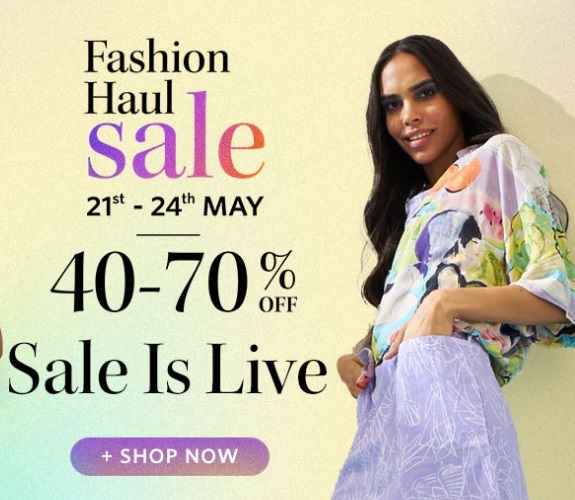 Fashion
Haul
sale
21st - 24th MAY
40-70%
OFF
Sale Is Live
+ SHOP NOW